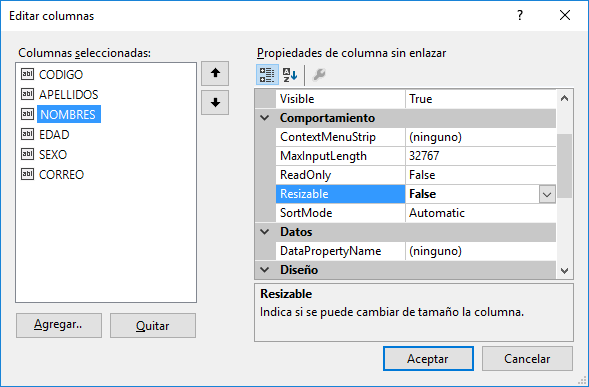 Editar columnas
?
Columnas seleccionadas:
abl CODIGO
abl APELLIDOS
abl NOMBRES
abl EDAD
abl SEXO
abl CORREO
Agregar..
Quitar
Propiedades de columna sin enlazar
A Z
Visible True
Comportamiento
ContextMenuStrip (ninguno)
MaxInputLength 32767
ReadOnly False
Resizable False
SortMode Automatic
Datos
DataPropertyName (ninguno)
Diseño
Resizable
Indica si se puede cambiar de tamaño la columna.
Aceptar
Cancelar